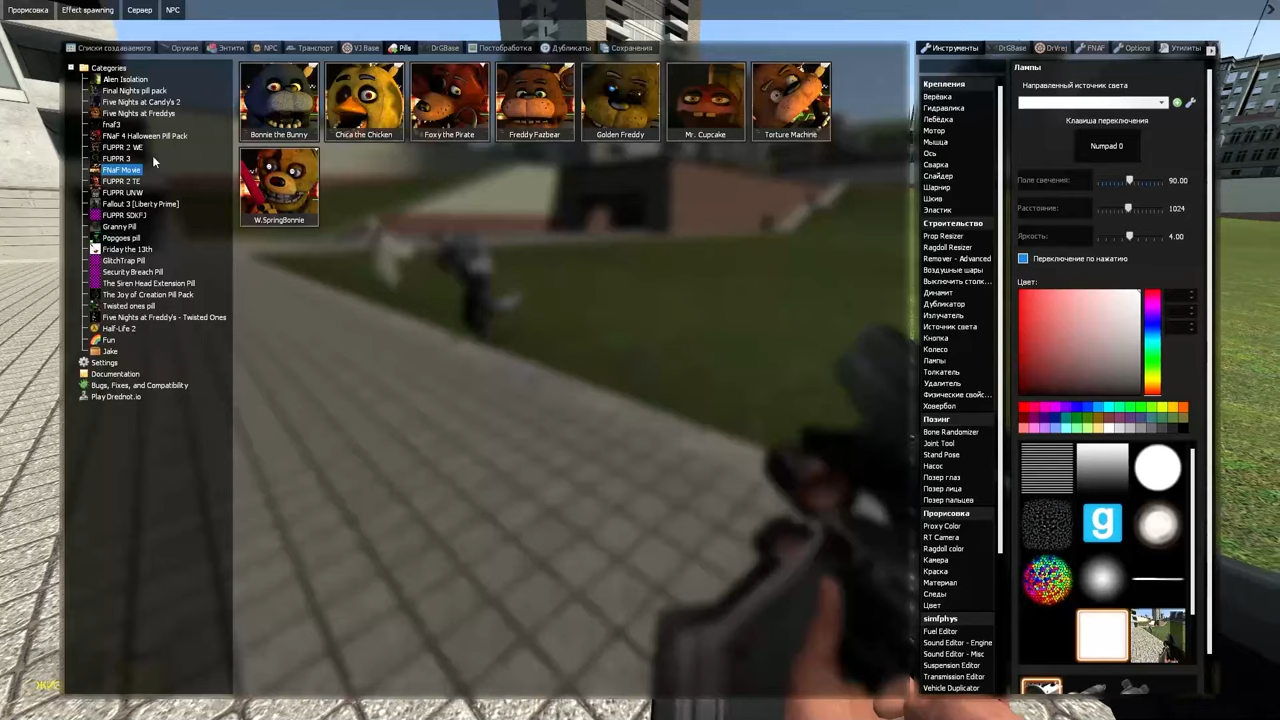 Прорисовка Effect spawning Сервер NPC
Списки создаваемого Оружие Энтити NPC Транспорт VJ Base Pills DrGBase Постобработка Дубликаты Сохранения
Categories
Alien Isolation
Final Nights pill pack
Five Nights at Candy's 2
Five Nights at Freddys
fnaf3
FNaF 4 Halloween Pill Pack
FUPPR 2 WE
FUPPR 3
FNaF Movie
FUPPR 2 TE
FUPPR UNW
Fallout 3 [Liberty Prime]
FUPPR SDKFJ
Granny Pill
Popgoes pill
Friday the 13th
GlitchTrap Pill
Security Breach Pill
The Siren Head Extension Pill
The Joy of Creation Pill Pack
Twisted ones pill
Five Nights at Freddy's - Twisted Ones
Half-Life 2
Fun
Jake
Settings
Documentation
Bugs, Fixes, and Compatibility
Play Drednot.io
Bonnie the Bunny Chica the Chicken Foxy the Pirate Freddy Fazbear Golden Freddy Mr. Cupcake Torture Machine
W.SpringBonnie
Инструменты DrGBase DrVrej FNAF Options Утилиты
Крепления
Верёвка
Гидравлика
Лебёдка
Мотор
Мышца
Ось
Сварка
Слайдер
Шарнир
Шкив
Эластик
Строительство
Prop Resizer
Ragdoll Resizer
Remover - Advanced
Воздушные шары
Выключить столк...
Динамит
Дубликатор
Излучатель
Источник света
Кнопка
Колесо
Лампы
Толкатель
Удалитель
Физические свойс...
Ховербол
Позинг
Bone Randomizer
Joint Tool
Stand Pose
Насос
Позер глаз
Позер лица
Позер пальцев
Прорисовка
Proxy Color
RT Camera
Ragdoll color
Камера
Краска
Материал
Следы
Цвет
simfphys
Fuel Editor
Sound Editor - Engine
Sound Editor - Misc
Suspension Editor
Transmission Editor
Vehicle Duplicator
Лампы
Направленный источник света
Клавиша переключения
Numpad 0
Поле свечения: 90.00
Расстояние: 1024
Яркость: 4.00
Переключение по нажатию
Цвет:
g